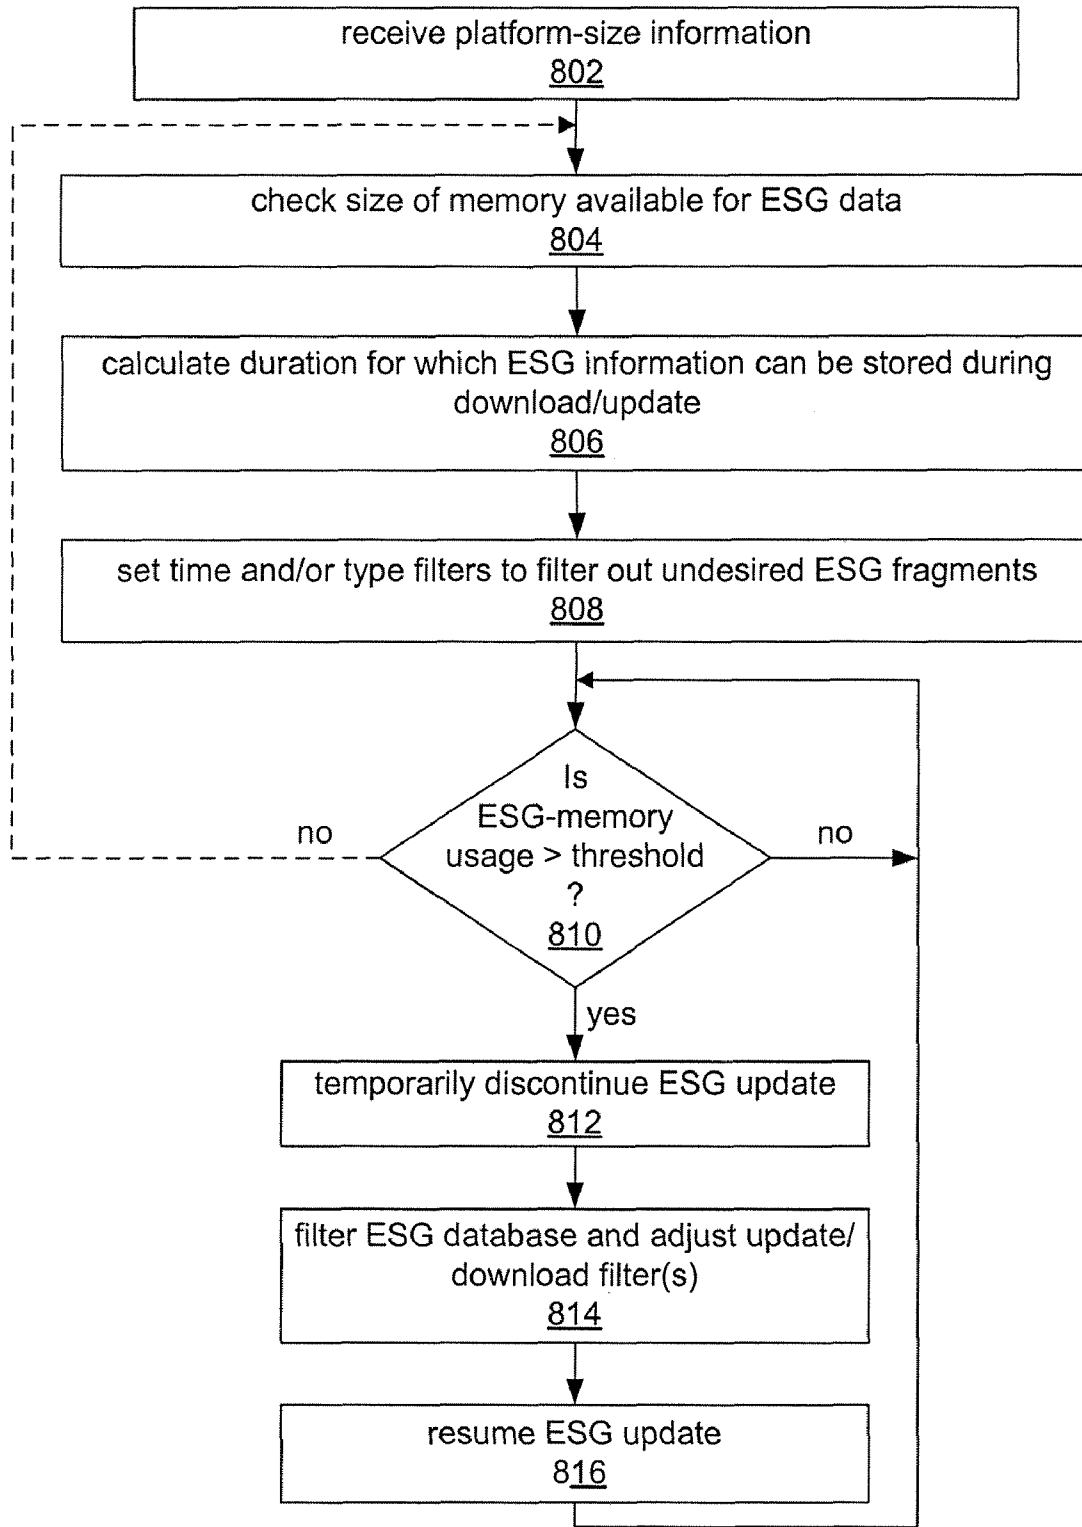 receive platform-size information
802
check size of memory available for ESG data
804
calculate duration for which ESG information can be stored during
download/update
806
set time and/or type filters to filter out undesired ESG fragments
808
Is
ESG-memory
usage > threshold
?
810
no
no
yes
temporarily discontinue ESG update
812
filter ESG database and adjust update/
download filter(s)
814
resume ESG update
816